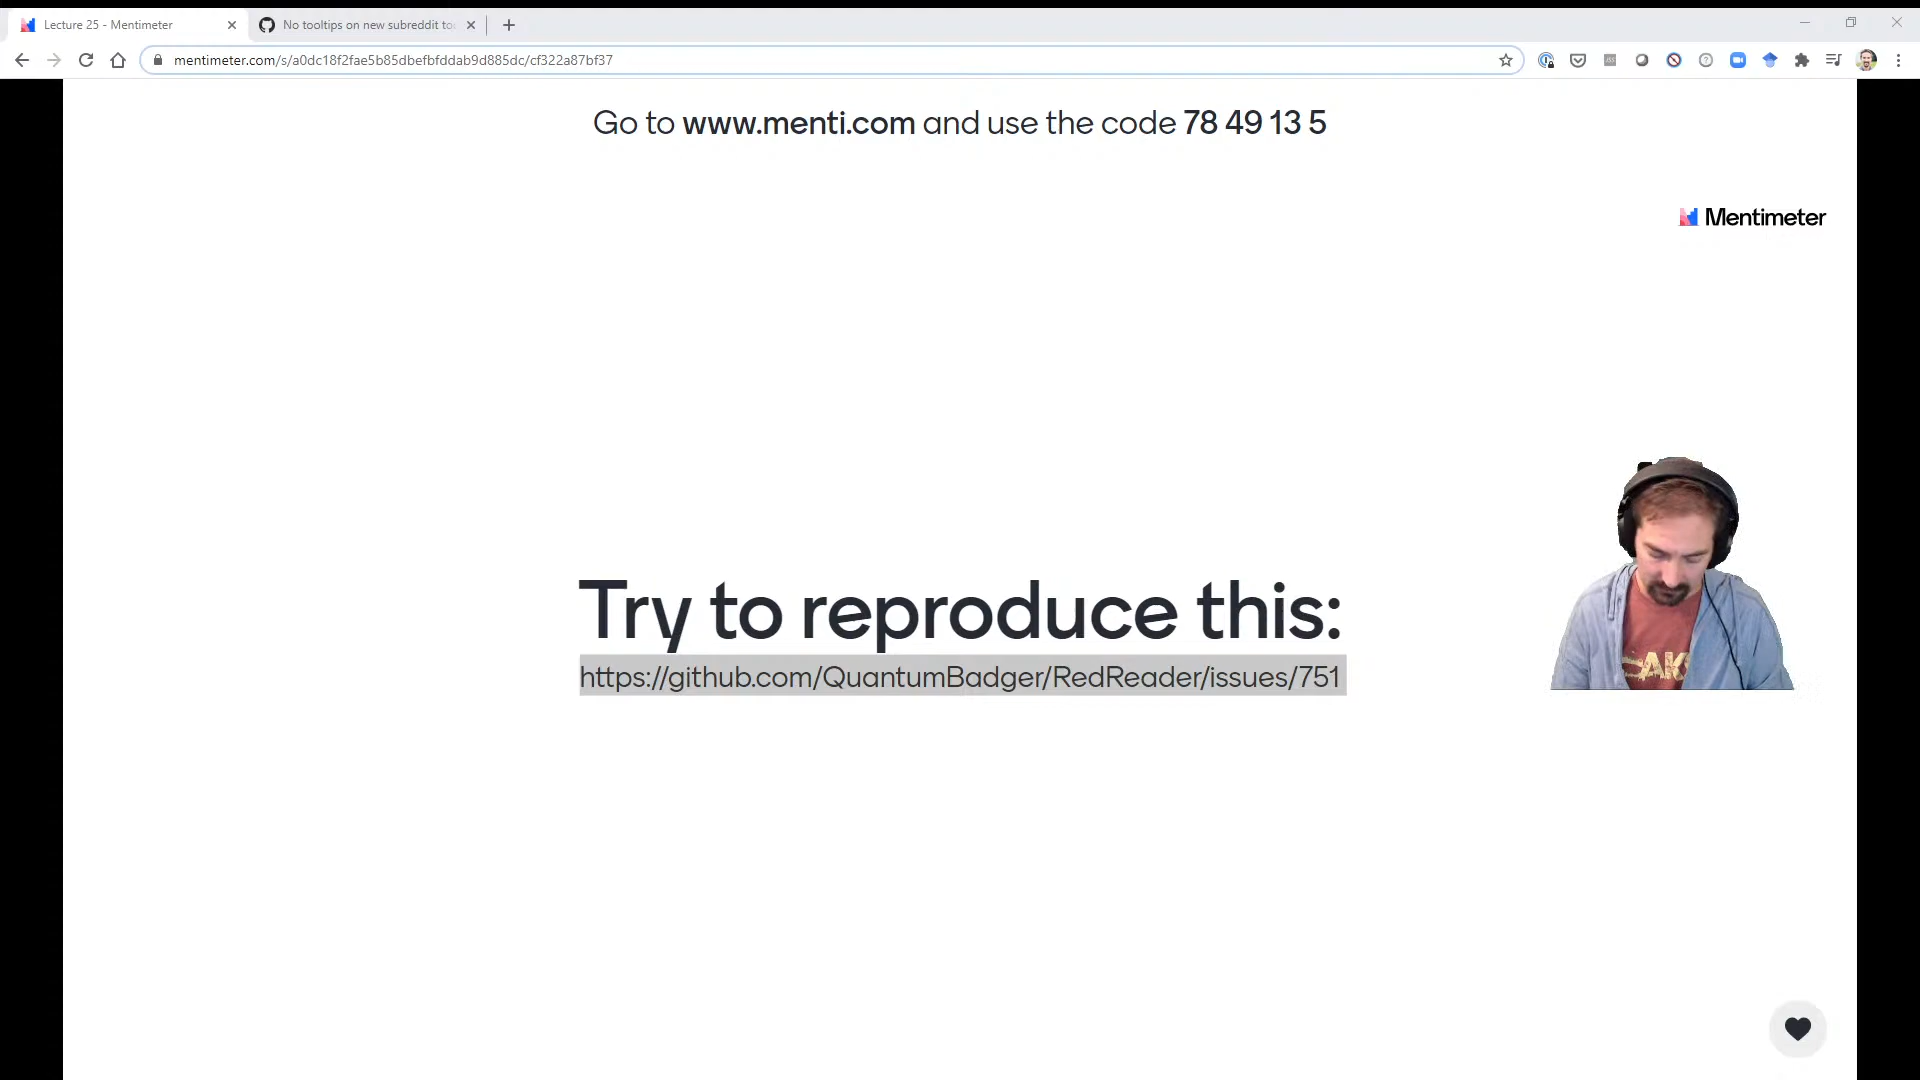 Lecture 25 - Mentimeter
No tooltips on new subreddit
mentimeter.com/s/a0dc18f2fae5b85dbefbfddab9d885dc/cf322a87bf37
Go to www.menti.com and use the code 78 49 13 5
Mentimeter
Try to reproduce this:
https://github.com/QuantumBadger/RedReader/issues/751